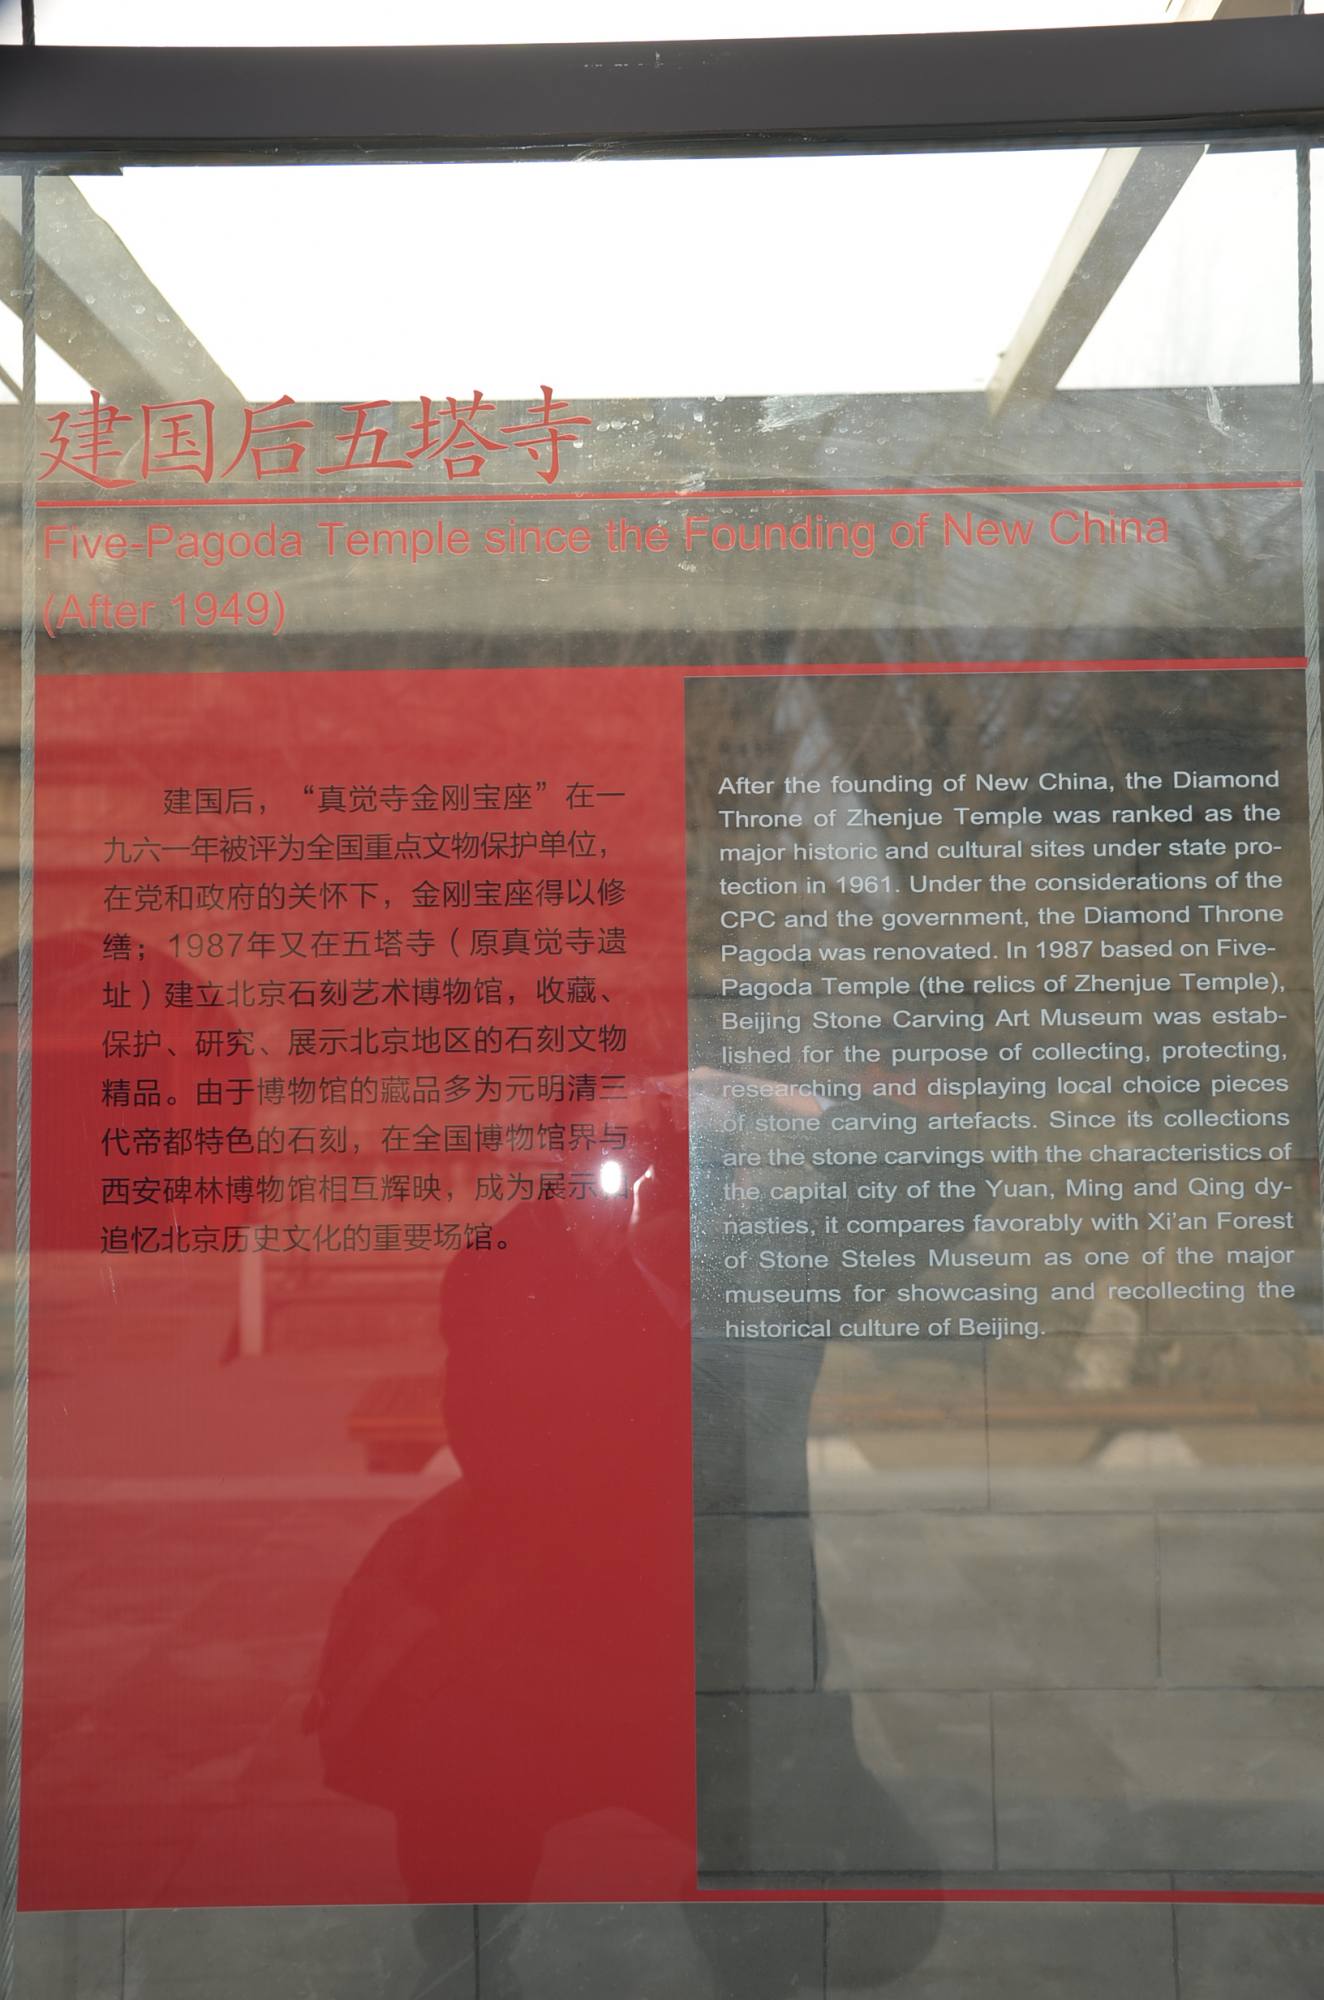 建国后五塔寺
Five-Pagoda Temple since the Founding of New China
(After 1949)
建国后，“真觉寺金刚宝座”在一
九六一年被评为全国重点文物保护单位，
在党和政府的关怀下，金刚宝座得以修
缮；1987年又在五塔寺（原真觉寺遗
址）建立北京石刻艺术博物馆，收藏、
保护、研究、展示北京地区的石刻文物
精品。由于博物馆的藏品多为元明清三
代帝都特色的石刻，在全国博物馆界与
西安碑林博物馆相互辉映，成为展示
追忆北京历史文化的重要场馆。
After the founding of New China, the Diamond
Throne of Zhenjue Temple was ranked as the
major historic and cultural sites under state pro-
tection in 1961. Under the considerations of the
CPC and the government, the Diamond Throne
Pagoda was renovated. In 1987 based on Five-
Pagoda Temple (the relics of Zhenjue Temple),
Beijing Stone Carving Art Museum was estab-
lished for the purpose of collecting, protecting,
researching and displaying local choice pieces
of stone carving artefacts. Since its collections
are the stone carvings with the characteristics of
the capital city of the Yuan, Ming and Qing dy-
nasties, it compares favorably with Xi'an Forest
of Stone Steles Museum as one of the major
museums for showcasing and recollecting the
historical culture of Beijing.